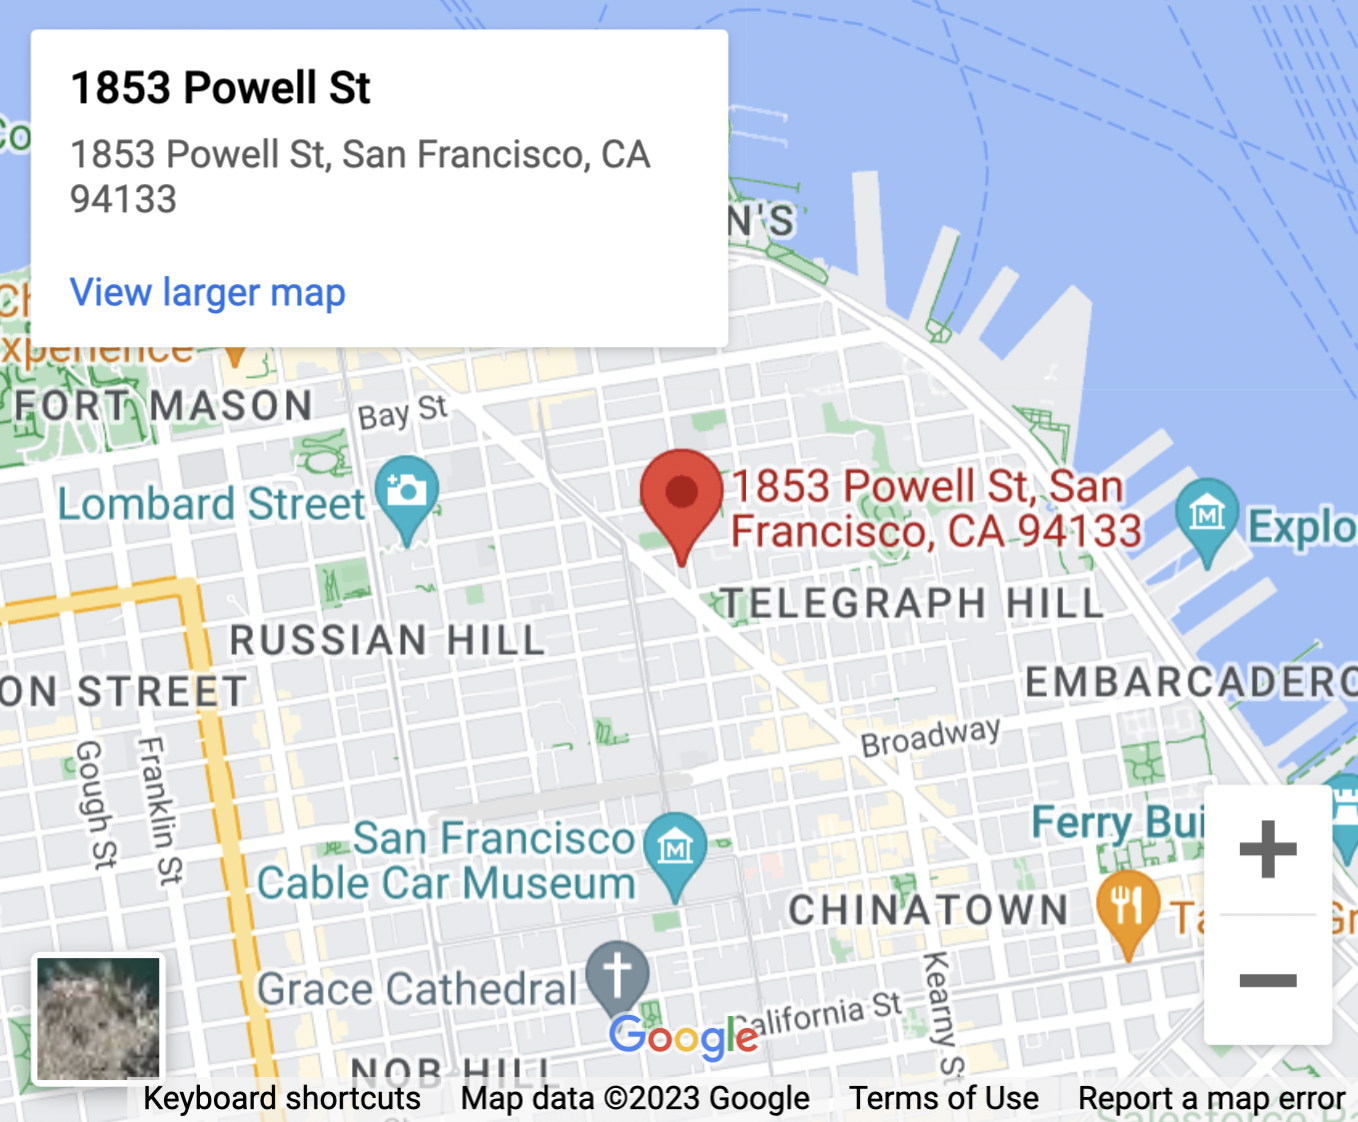 1853 Powell St
1853 Powell St, San Francisco, CA
94133
View larger map
N'S
xperience
FORT MASON
Bay St
Lombard Street
1853 Powell St, San
Francisco, CA 94133
Explo
TELEGRAPH HILL
RUSSIAN HILL
ON STREET
EMBARCADERO
Gough St
Franklin St
Broadway
San Francisco
Cable Car Museum
Ferry Bui
CHINATOWN
Grace Cathedral
California St
Kearny St
Google
NOB HILL
Keyboard shortcuts
Map data ©2023 Google
Terms of Use
Report a map error